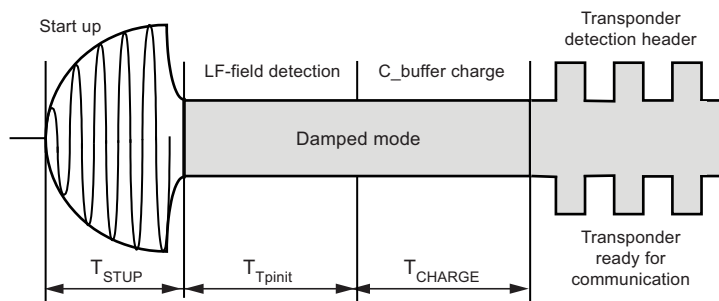 Start up
LF-field detection
C_buffer charge
Transponder
detection header
Damped mode
Transponder
ready for
communication
T_STUP
T_Tpinit
T_CHARGE